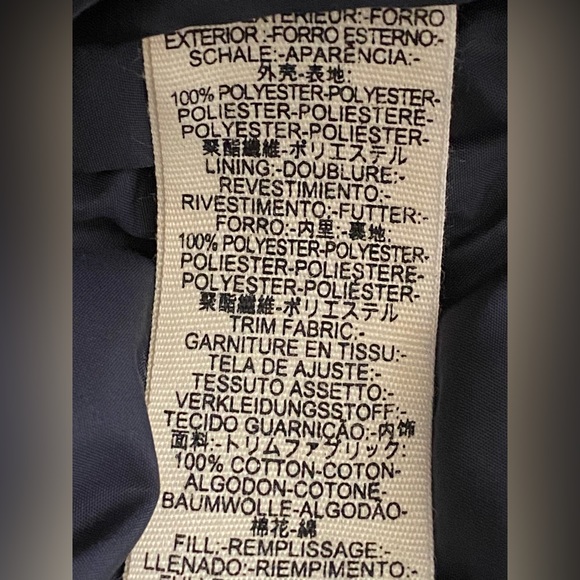 EXTERIEUR:-FORRO
EXTERIOR:-FORRO ESTERNO:-
SCHALE:-APARÊNCIA:-
外壳-表地:
100% POLYESTER-POLYESTER-
POLIESTER-POLIESTERE-
POLYESTER-POLIÉSTER-
聚酯纖維-ポリエステル
LINING:-DOUBLURE:-
REVESTIMIENTO:-
RIVESTIMENTO:-FUTTER:-
FORRO:-内里:-裏地:
100% POLYESTER-POLYESTER-
POLIESTER-POLIESTERE-
POLYESTER-POLIÉSTER-
聚酯纖維-ポリエステル
TRIM FABRIC:-
GARNITURE EN TISSU:-
TELA DE AJUSTE:-
TESSUTO ASSETTO:-
VERKLEIDUNGSSTOFF:-
TECIDO GUARNIÇÃO:-内饰
面料:-トリムファブリック:
100% COTTON-COTON-
ALGODON-COTONE-
BAUMWOLLE-ALGODÃO-
棉花-綿
FILL:-REMPLISSAGE:-
LLENADO:-RIEMPIMENTO:-